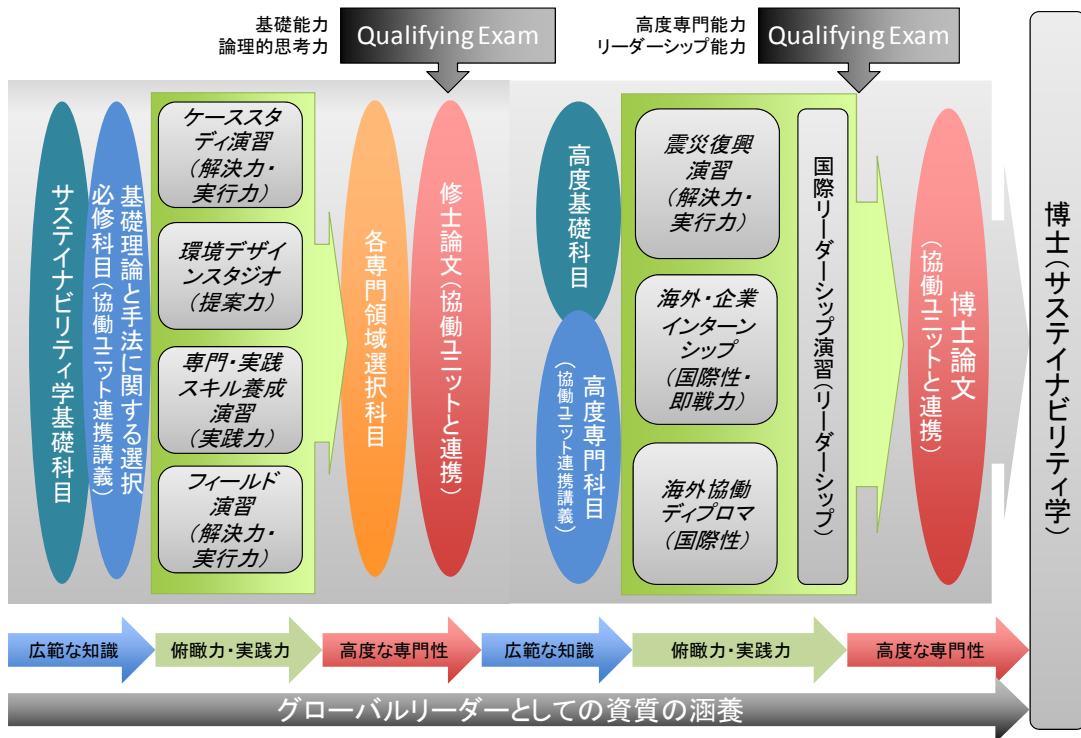 基礎能力
論理的思考力
Qualifying Exam
高度専門能力
リーダーシップ能力
Qualifying Exam
サステイナビリティ学基礎科目
基礎理論と手法に関する選択
必修科目(協働ユニット連携講義)
ケーススタ
ディ演習
(解決力・
実行力)
環境デザイ
ンスタジオ
(提案力)
専門・実践
スキル養成
演習
(実践力)
フィールド
演習
(解決力・
実行力)
各専門領域選択科目
修士論文(協働ユニットと連携)
高度基礎科目
高度専門科目
(協働ユニット連携講義)
震災復興
演習
(解決力・
実行力)
海外・企業
インターン
シップ
(国際性・
即戦力)
海外協働
ディプロマ
(国際性)
国際リーダーシップ演習(リーダーシップ)
博士論文
(協働ユニットと連携)
博士(サステイナビリティ学)
広範な知識
俯瞰力・実践力
高度な専門性
広範な知識
俯瞰力・実践力
高度な専門性
グローバルリーダーとしての資質の涵養